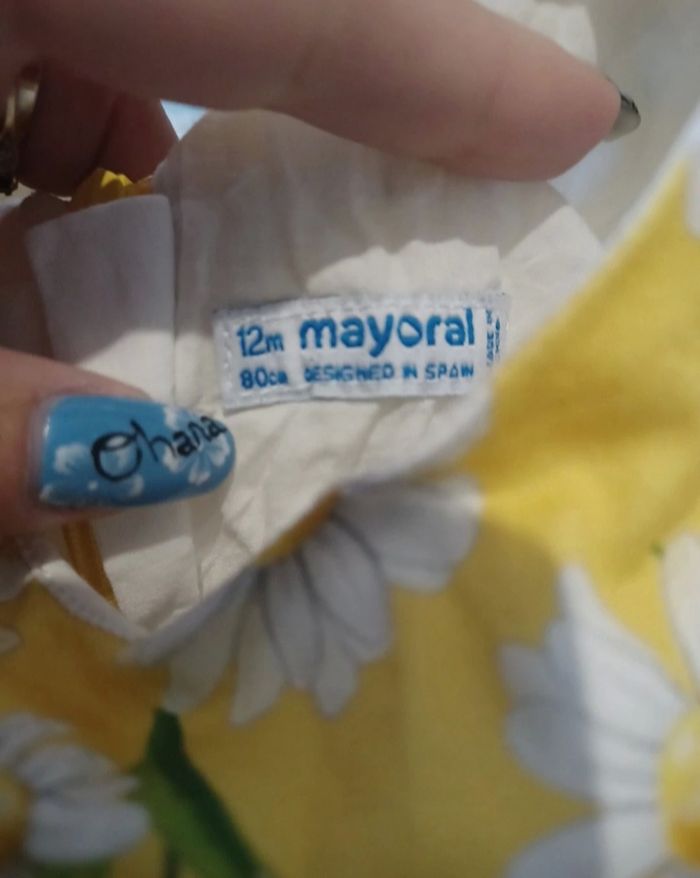 12m mayoral
80cm DESIGNED IN SPAIN
Ohana